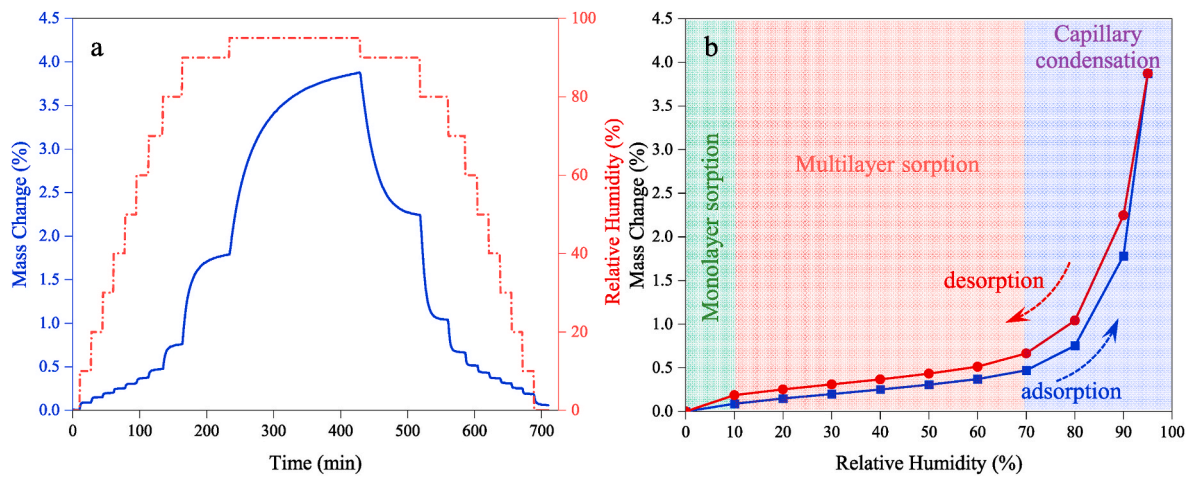 a
4.5
4.0
3.5
3.0
2.5
2.0
1.5
1.0
0.5
0.0
Mass Change (%)
100
80
60
40
20
0
Relative Humidity (%)
0 100 200 300 400 500 600 700
Time (min)
b
4.5
4.0
3.5
3.0
2.5
2.0
1.5
1.0
0.5
0.0
Mass Change (%)
Monolayer sorption
Multilayer sorption
Capillary
condensation
desorption
adsorption
0 10 20 30 40 50 60 70 80 90 100
Relative Humidity (%)